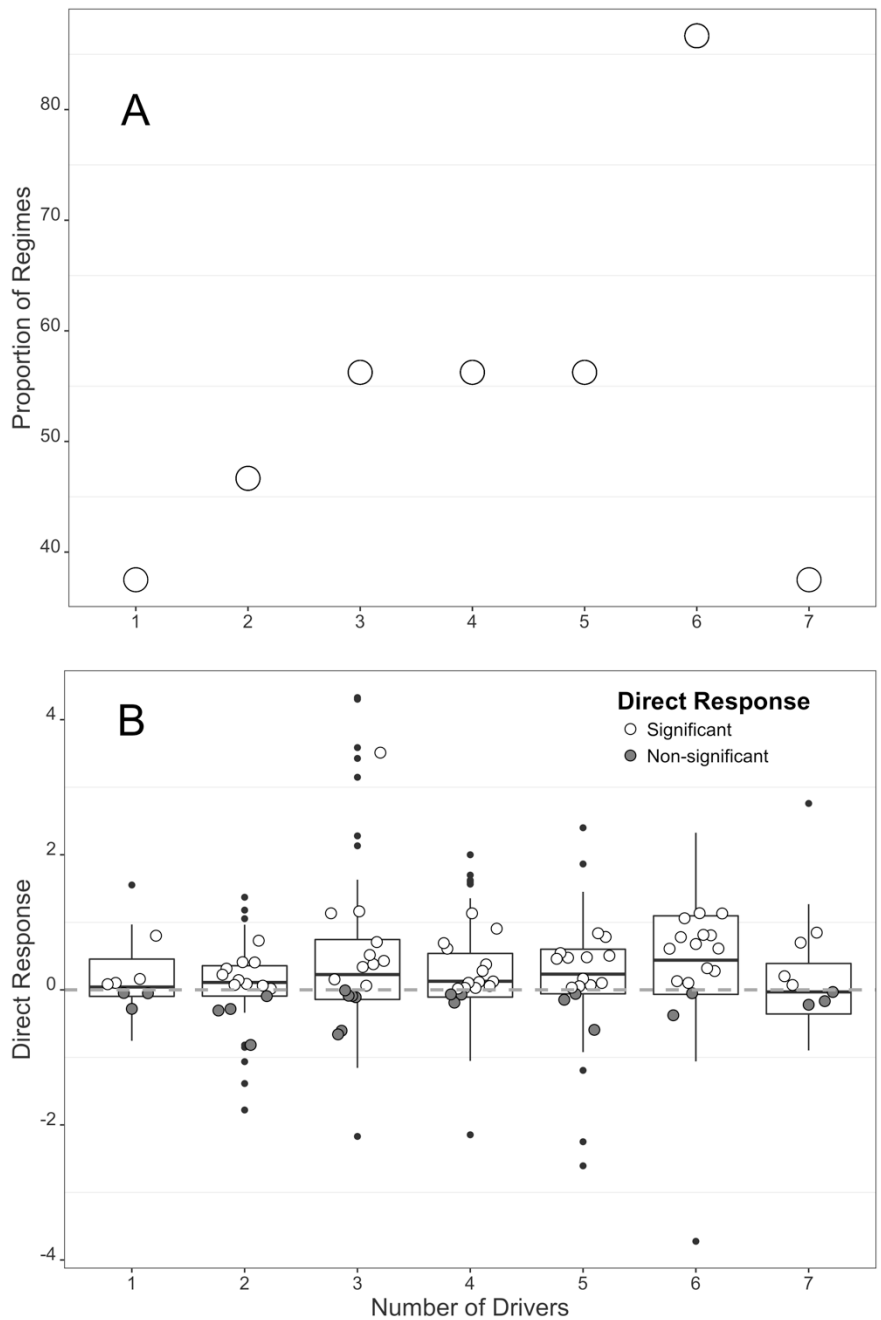 A
Proportion of Regimes
80
70
60
50
40
1 2 3 4 5 6 7
B
Direct Response
Significant
Non-significant
Direct Response
4
2
0
-2
-4
1 2 3 4 5 6 7
Number of Drivers